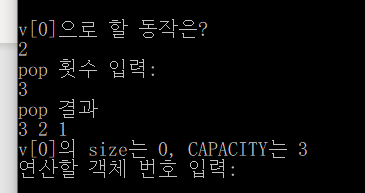 v[0]으로 할 동작은?
2
pop 횟수 입력:
3
pop 결과
3 2 1
v[0]의 size는 0, CAPACITY는 3
연산할 객체 번호 입력: